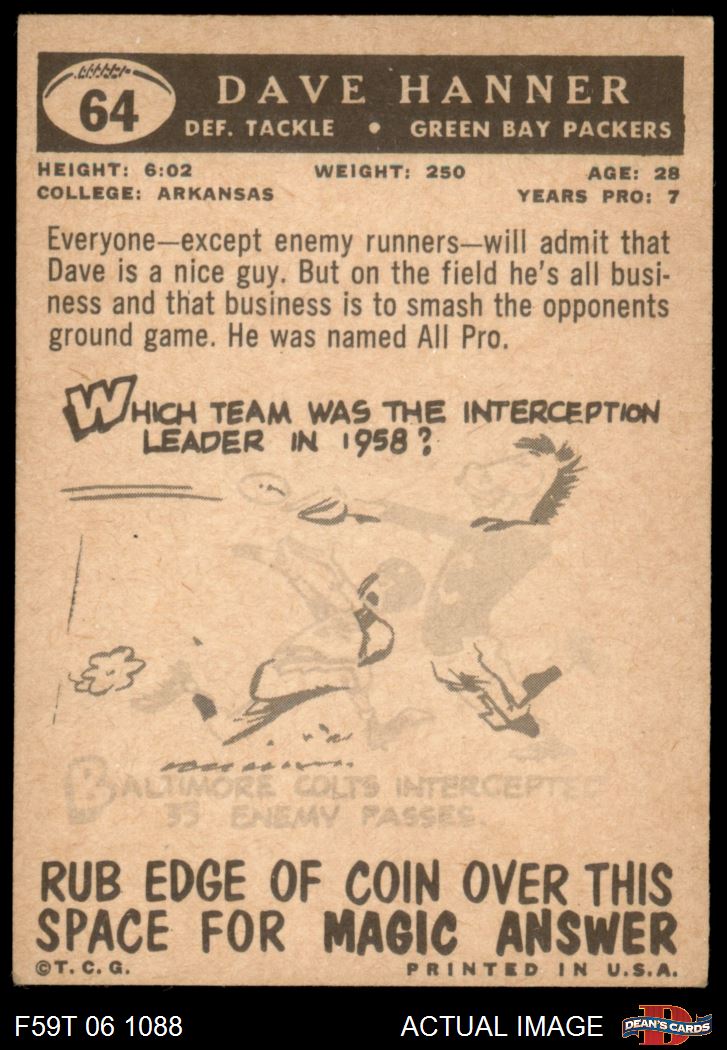 64
DAVE HANNER
DEF. TACKLE • GREEN BAY PACKERS
HEIGHT: 6:02 WEIGHT: 250 AGE: 28
COLLEGE: ARKANSAS YEARS PRO: 7
Everyone—except enemy runners—will admit that
Dave is a nice guy. But on the field he's all busi-
ness and that business is to smash the opponents
ground game. He was named All Pro.
WHICH TEAM WAS THE INTERCEPTION
LEADER IN 1958?
BALTIMORE COLTS INTERCEPTED
35 ENEMY PASSES.
RUB EDGE OF COIN OVER THIS
SPACE FOR MAGIC ANSWER
©T. C. G. PRINTED IN U.S.A.
F59T 06 1088 ACTUAL IMAGE DEAN'S CARDS